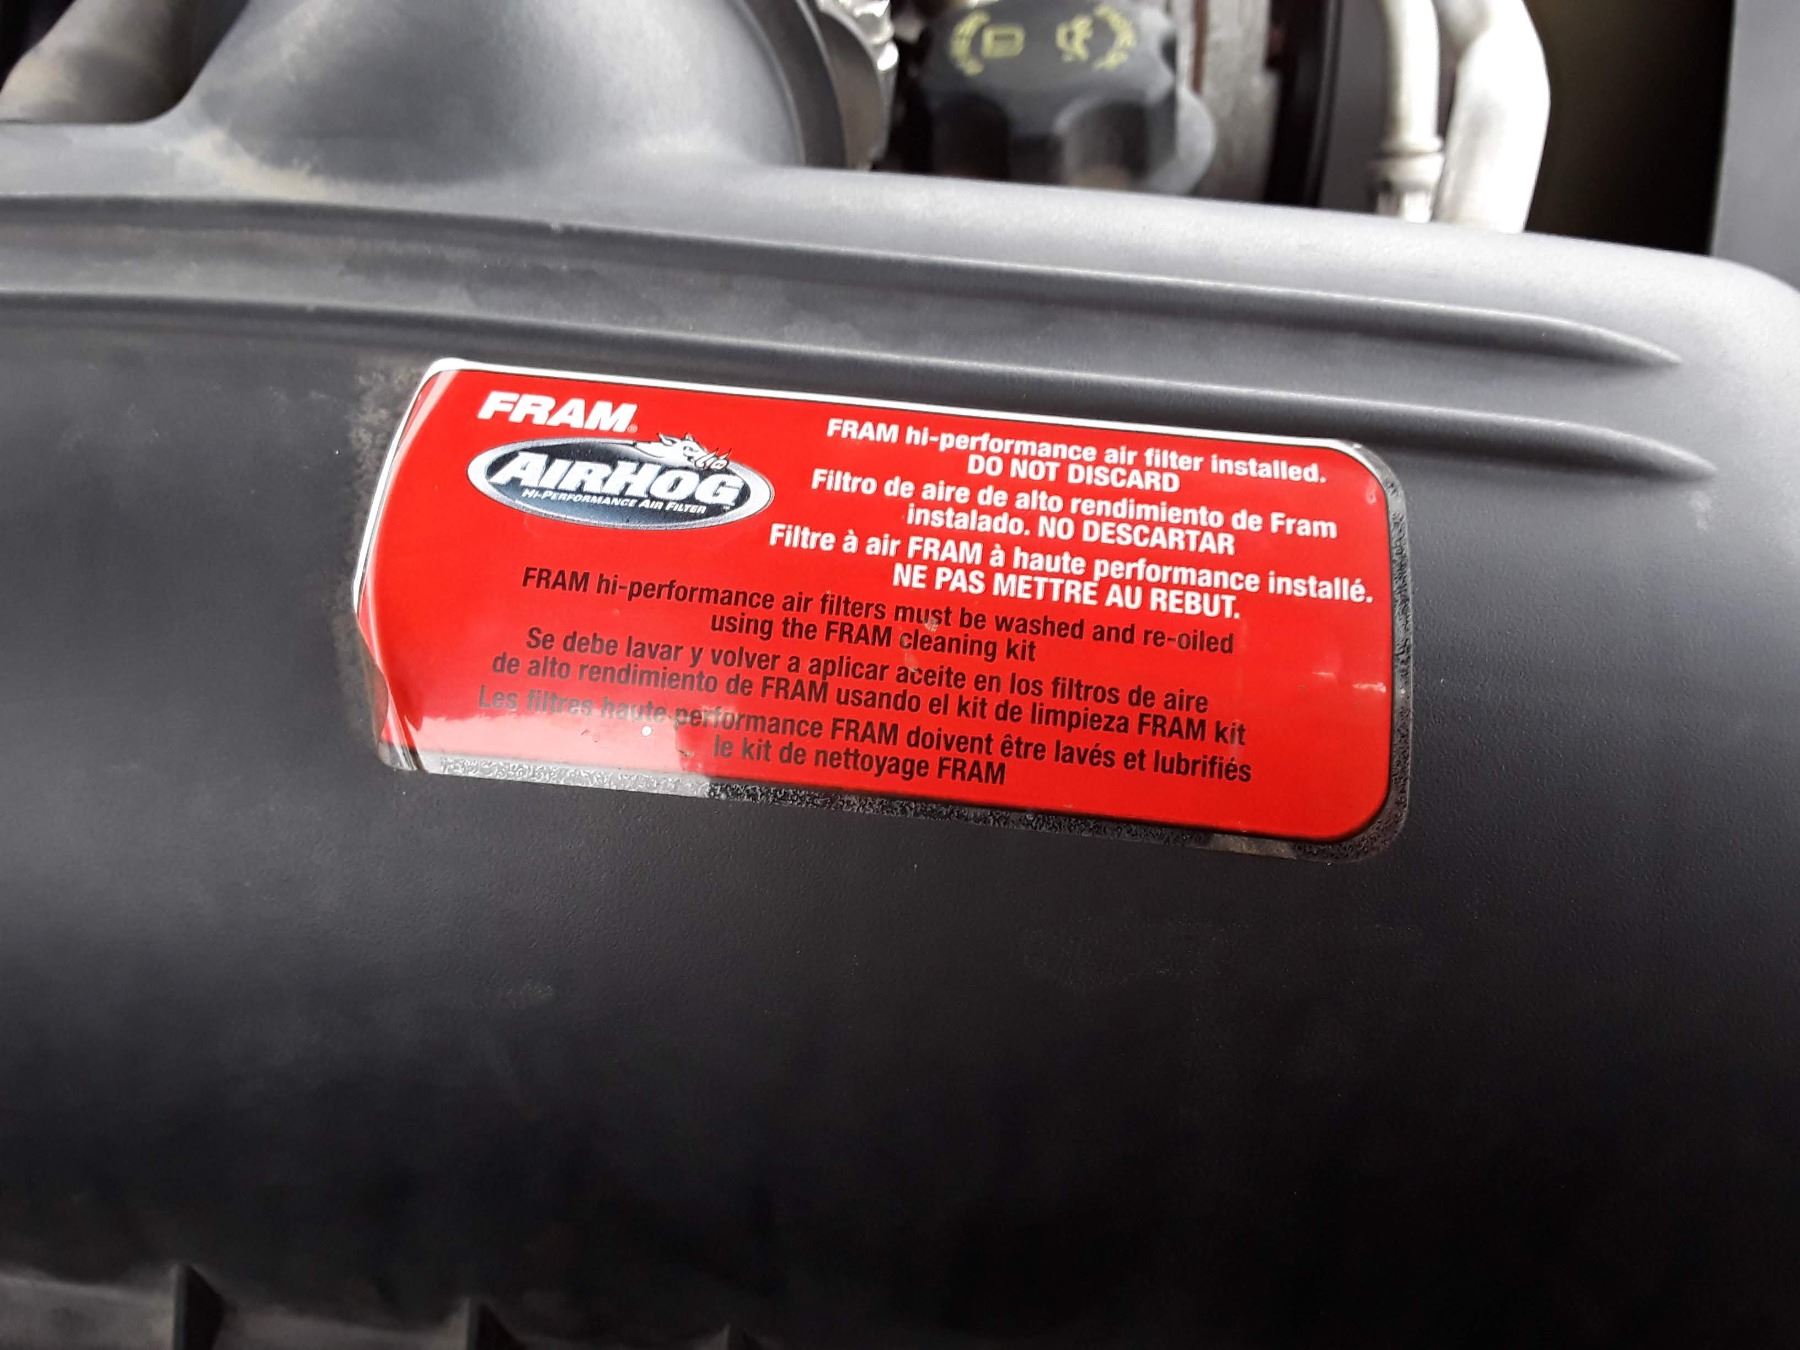 FRAM
AIRHOG
HI-PERFORMANCE AIR FILTER
FRAM hi-performance air filter installed.
DO NOT DISCARD
Filtro de aire de alto rendimiento de Fram
instalado. NO DESCARTAR
Filtre à air FRAM à haute performance installé.
NE PAS METTRE AU REBUT.
FRAM hi-performance air filters must be washed and re-oiled
using the FRAM cleaning kit
Se debe lavar y volver a aplicar aceite en los filtros de aire
de alto rendimiento de FRAM usando el kit de limpieza FRAM kit
Les filtres haute performance FRAM doivent être lavés et lubrifiés
le kit de nettoyage FRAM